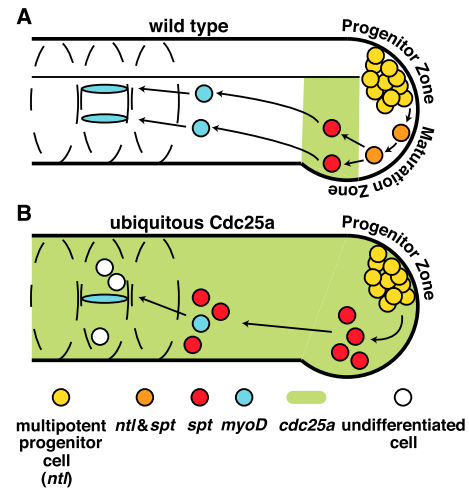 A
wild type
Progenitor Zone
Maturation Zone
B
ubiquitous Cdc25a
Progenitor Zone
multipotent
progenitor
cell
(ntl)
ntl&spt
spt
myoD
cdc25a
undifferentiated
cell